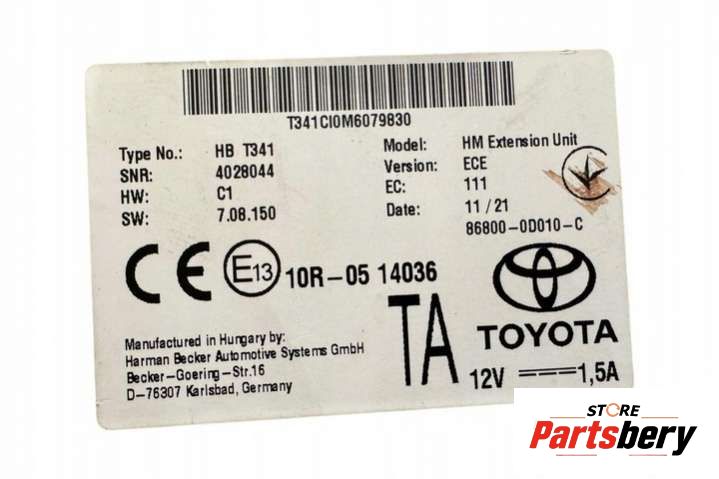 T341CI0M6079830
Type No.: HB T341
SNR: 4028044
HW: C1
SW: 7.08.150
Model: HM Extension Unit
Version: ECE
EC: 111
Date: 11/21
86800-0D010-C
CE E13 10R-05 14036
TA
TOYOTA
12V 1,5A
Manufactured in Hungary by:
Harman Becker Automotive Systems GmbH
Becker-Goering-Str.16
D-76307 Karlsbad, Germany
STORE
Partsbery